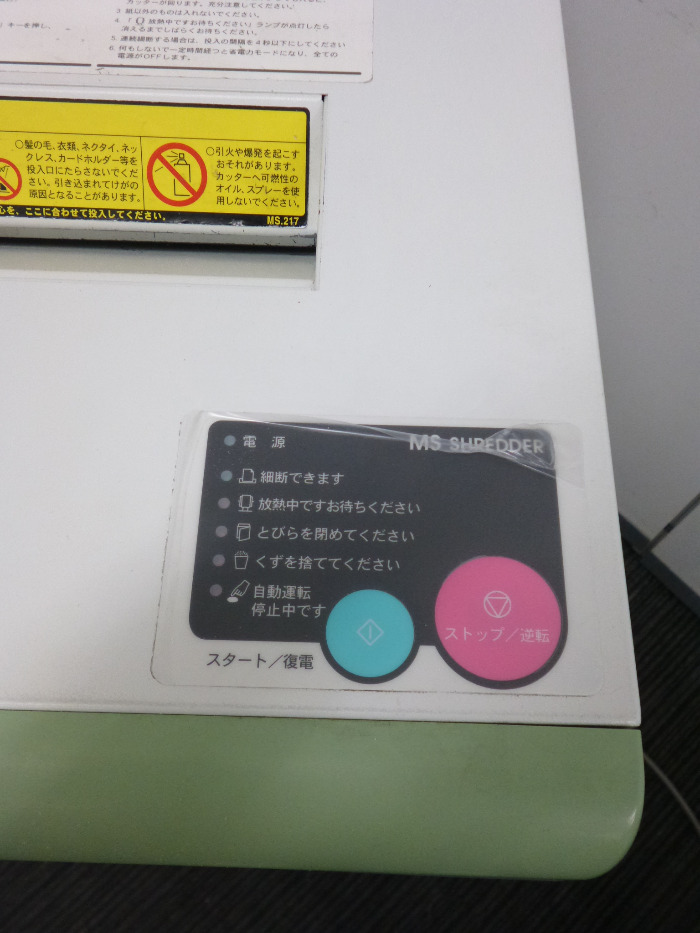 カッターが回ります。充分注意してください。
キーを押し、
3. 紙以外のものは入れないでください。
4.「 放熱中ですお待ちください」ランプが点灯したら
消えるまでしばらくお待ちください。
5. 連続細断する場合は、投入の間隔を4秒以下にしてください
6. 何もしないで一定時間経つと省電力モードになり、全ての
電源がOFFします。
○髪の毛、衣類、ネクタイ、ネッ
クレス、カードホルダー等を
投入口にたらさないでくだ
さい。引き込まれてけがの
原因となることがあります。
○引火や爆発を起こす
おそれがあります。
カッターへ可燃性の
オイル、スプレーを使
用しないでください。
心を、ここに合わせて投入してください。
MS.217
電源
MS SHREDDER
細断できます
放熱中ですお待ちください
とびらを閉めてください
くずを捨ててください
自動運転
停止中です
ストップ/逆転
スタート/復電